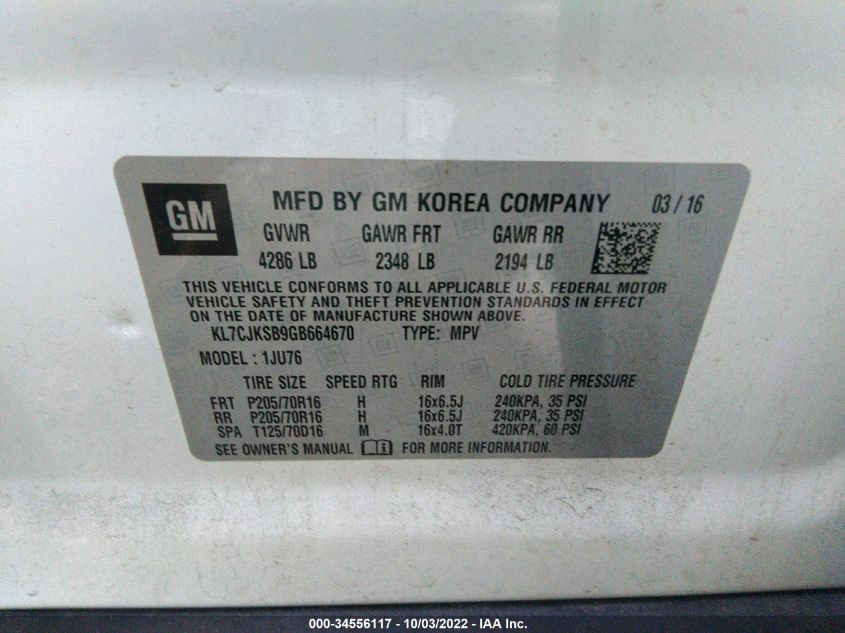 GM
MFD BY GM KOREA COMPANY 03 / 16
GVWR GAWR FRT GAWR RR
4286 LB 2348 LB 2194 LB
THIS VEHICLE CONFORMS TO ALL APPLICABLE U.S. FEDERAL MOTOR
VEHICLE SAFETY AND THEFT PREVENTION STANDARDS IN EFFECT
ON THE DATE OF MANUFACTURE SHOWN ABOVE.
KL7CJKSB9GB664670 TYPE: MPV
MODEL : 1JU76
TIRE SIZE SPEED RTG RIM COLD TIRE PRESSURE
FRT P205/70R16 H 16x6.5J 240KPA, 35 PSI
RR P205/70R16 H 16x6.5J 240KPA, 35 PSI
SPA T125/70D16 M 16x4.0T 420KPA, 60 PSI
SEE OWNER'S MANUAL FOR MORE INFORMATION.
000-34556117 - 10/03/2022 - IAA Inc.